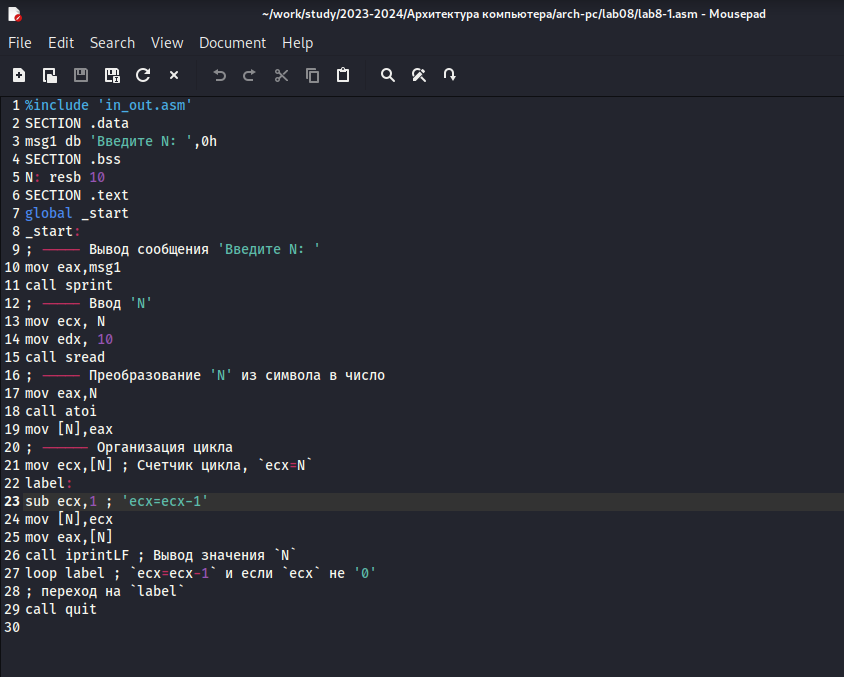 ~/work/study/2023-2024/Архитектура компьютера/arch-pc/lab08/lab8-1.asm - Mousepad
File Edit Search View Document Help
1 %include 'in_out.asm'
2 SECTION .data
3 msg1 db 'Введите N: ',0h
4 SECTION .bss
5 N: resb 10
6 SECTION .text
7 global _start
8 _start:
9 ; ----- Вывод сообщения 'Введите N: '
10 mov eax,msg1
11 call sprint
12 ; ----- Ввод 'N'
13 mov ecx, N
14 mov edx, 10
15 call sread
16 ; ----- Преобразование 'N' из символа в число
17 mov eax,N
18 call atoi
19 mov [N],eax
20 ; ------ Организация цикла
21 mov ecx,[N] ; Счетчик цикла, `ecx=N`
22 label:
23 sub ecx,1 ; 'ecx=ecx-1'
24 mov [N],ecx
25 mov eax,[N]
26 call iprintLF ; Вывод значения `N`
27 loop label ; `ecx=ecx-1` и если `ecx` не '0'
28 ; переход на `label`
29 call quit
30